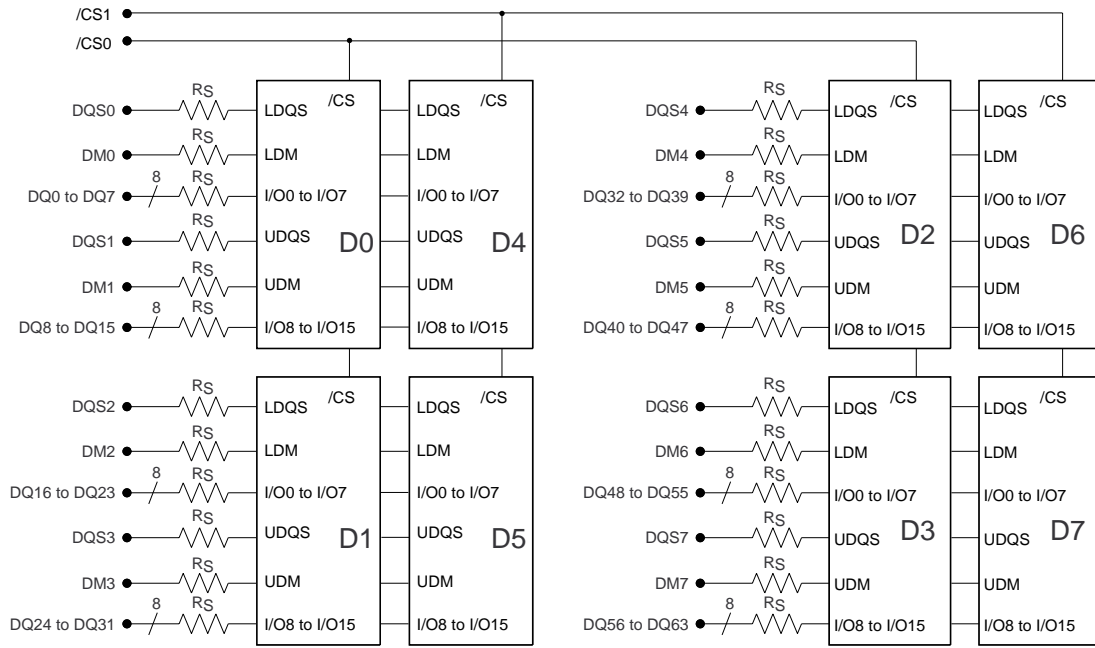 /CS1
/CS0
RS /CS /CS
DQS0 LDQS LDQS
RS
DM0 LDM LDM
8 RS
DQ0 to DQ7 I/O0 to I/O7 I/O0 to I/O7
RS
DQS1 UDQS D0 UDQS D4
RS
DM1 UDM UDM
8 RS
DQ8 to DQ15 I/O8 to I/O15 I/O8 to I/O15
RS /CS /CS
DQS4 LDQS LDQS
RS
DM4 LDM LDM
8 RS
DQ32 to DQ39 I/O0 to I/O7 I/O0 to I/O7
RS
DQS5 UDQS D2 UDQS D6
RS
DM5 UDM UDM
8 RS
DQ40 to DQ47 I/O8 to I/O15 I/O8 to I/O15
RS /CS /CS
DQS2 LDQS LDQS
RS
DM2 LDM LDM
8 RS
DQ16 to DQ23 I/O0 to I/O7 I/O0 to I/O7
RS
DQS3 UDQS D1 UDQS D5
RS
DM3 UDM UDM
8 RS
DQ24 to DQ31 I/O8 to I/O15 I/O8 to I/O15
RS /CS /CS
DQS6 LDQS LDQS
RS
DM6 LDM LDM
8 RS
DQ48 to DQ55 I/O0 to I/O7 I/O0 to I/O7
RS
DQS7 UDQS D3 UDQS D7
RS
DM7 UDM UDM
8 RS
DQ56 to DQ63 I/O8 to I/O15 I/O8 to I/O15